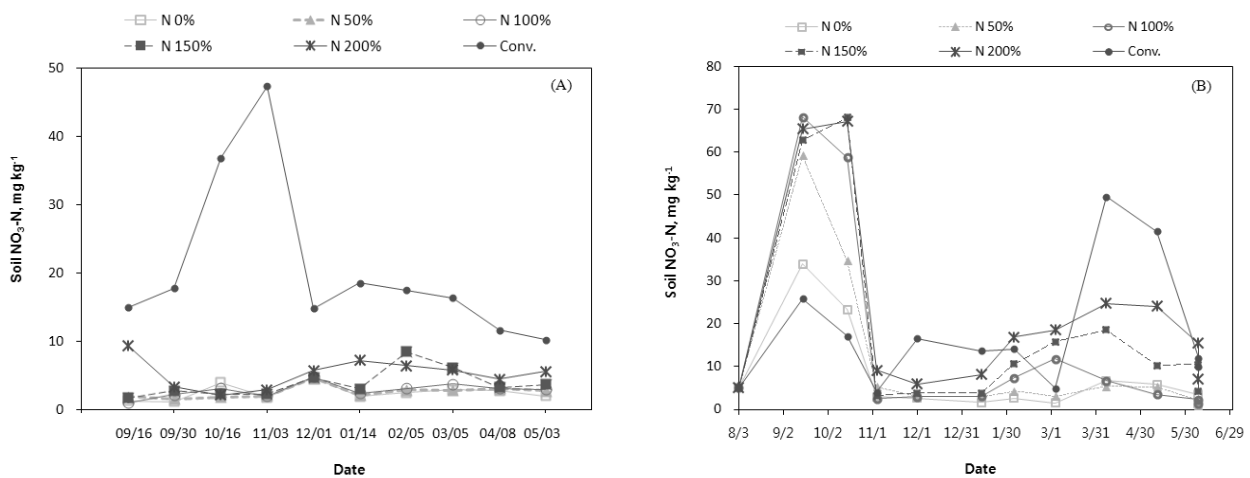 N 0% N 50% N 100%
N 150% N 200% Conv.
(A)
50
40
30
20
10
0
Soil NO₃-N, mg kg⁻¹
09/16 09/30 10/16 11/03 12/01 01/14 02/05 03/05 04/08 05/03
Date
N 0% N 50% N 100%
N 150% N 200% Conv.
(B)
80
70
60
50
40
30
20
10
0
Soil NO₃-N, mg kg⁻¹
8/3 9/2 10/2 11/1 12/1 12/31 1/30 3/1 3/31 4/30 5/30 6/29
Date